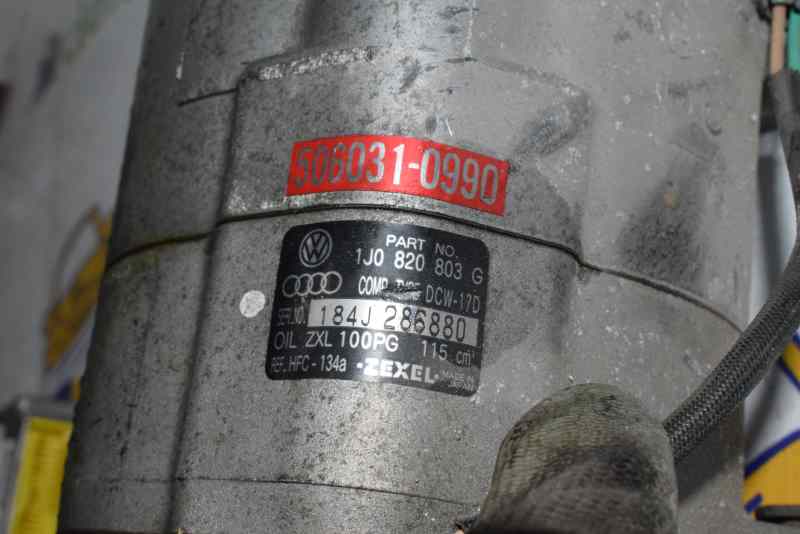 506031-0990
PART NO.
1J0 820 803 G
COMP. TYPE DCW-17D
SERI.NO. 184J 286880
OIL ZXL 100PG 115 cm³
REF. HFC-134a ·ZEXEL·